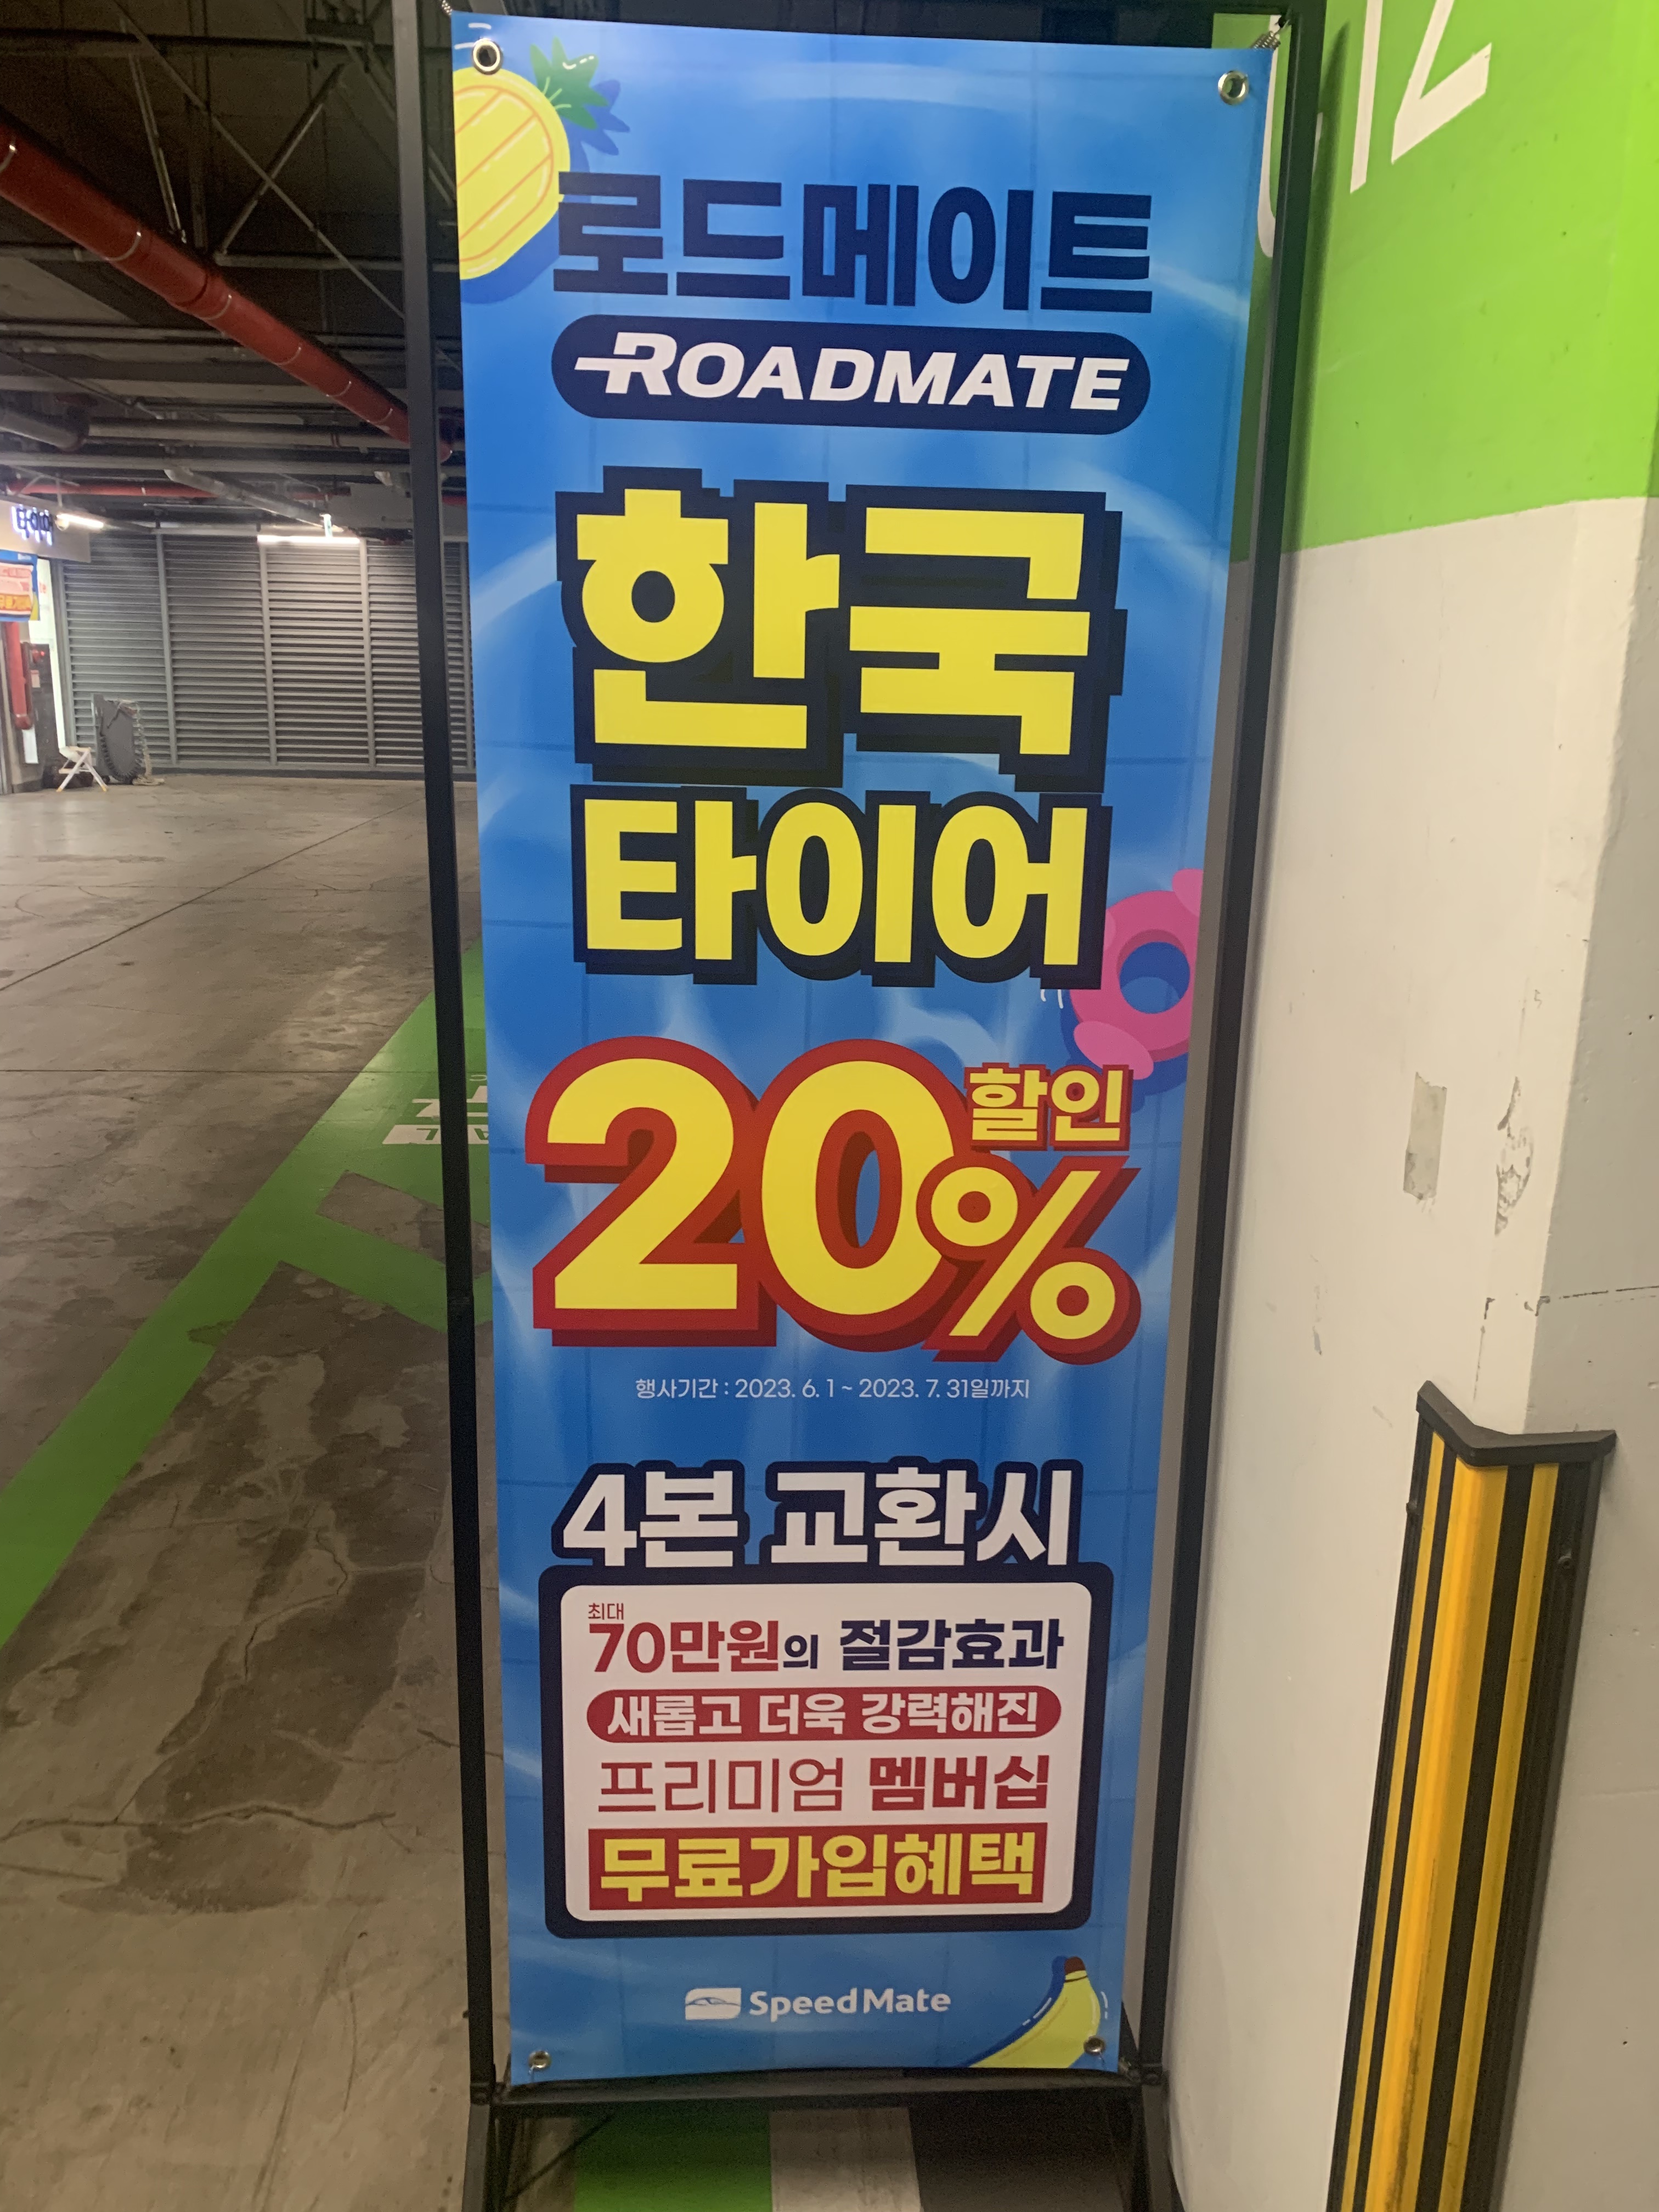 로드메이트
ROADMATE
한국
타이어
20%
할인
행사기간 : 2023. 6. 1 ~ 2023. 7. 31일까지
4본 교환시
최대
70만원의 절감효과
새롭고 더욱 강력해진
프리미엄 멤버십
무료가입혜택
SpeedMate
타이어